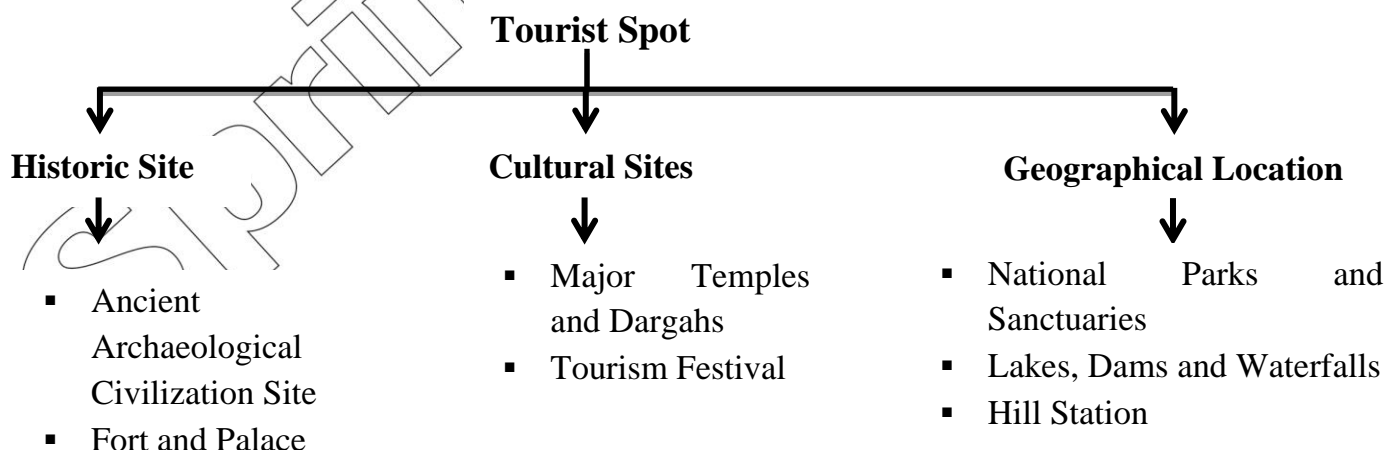 Tourist Spot
Historic Site
Ancient
Archaeological
Civilization Site
Fort and Palace
Cultural Sites
Major Temples
and Dargahs
Tourism Festival
Geographical Location
National Parks and
Sanctuaries
Lakes, Dams and Waterfalls
Hill Station